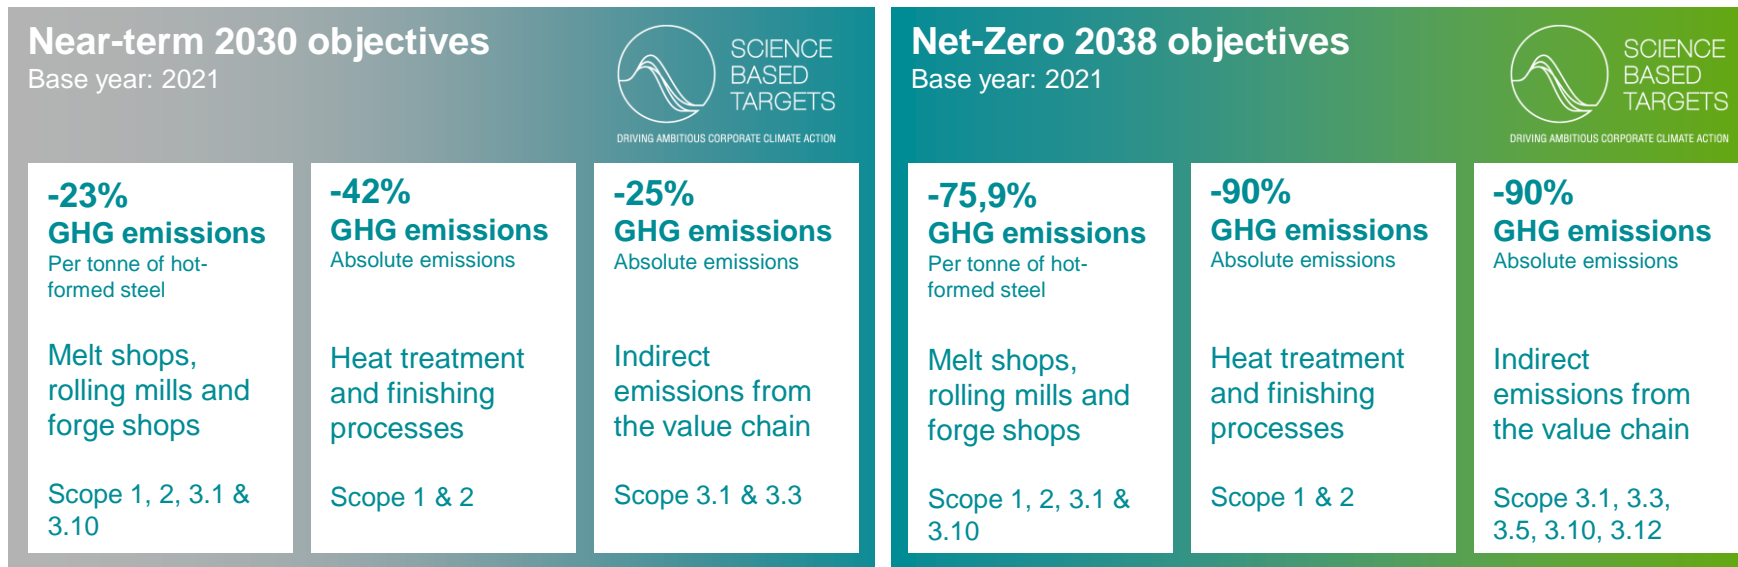 Near-term 2030 objectives
Base year: 2021
SCIENCE
BASED
TARGETS
DRIVING AMBITIOUS CORPORATE CLIMATE ACTION
-23%
GHG emissions
Per tonne of hot-
formed steel
Melt shops,
rolling mills and
forge shops
Scope 1, 2, 3.1 &
3.10
-42%
GHG emissions
Absolute emissions
Heat treatment
and finishing
processes
Scope 1 & 2
-25%
GHG emissions
Absolute emissions
Indirect
emissions from
the value chain
Scope 3.1 & 3.3
Net-Zero 2038 objectives
Base year: 2021
SCIENCE
BASED
TARGETS
DRIVING AMBITIOUS CORPORATE CLIMATE ACTION
-75,9%
GHG emissions
Per tonne of hot-
formed steel
Melt shops,
rolling mills and
forge shops
Scope 1, 2, 3.1 &
3.10
-90%
GHG emissions
Absolute emissions
Heat treatment
and finishing
processes
Scope 1 & 2
-90%
GHG emissions
Absolute emissions
Indirect
emissions from
the value chain
Scope 3.1, 3.3,
3.5, 3.10, 3.12